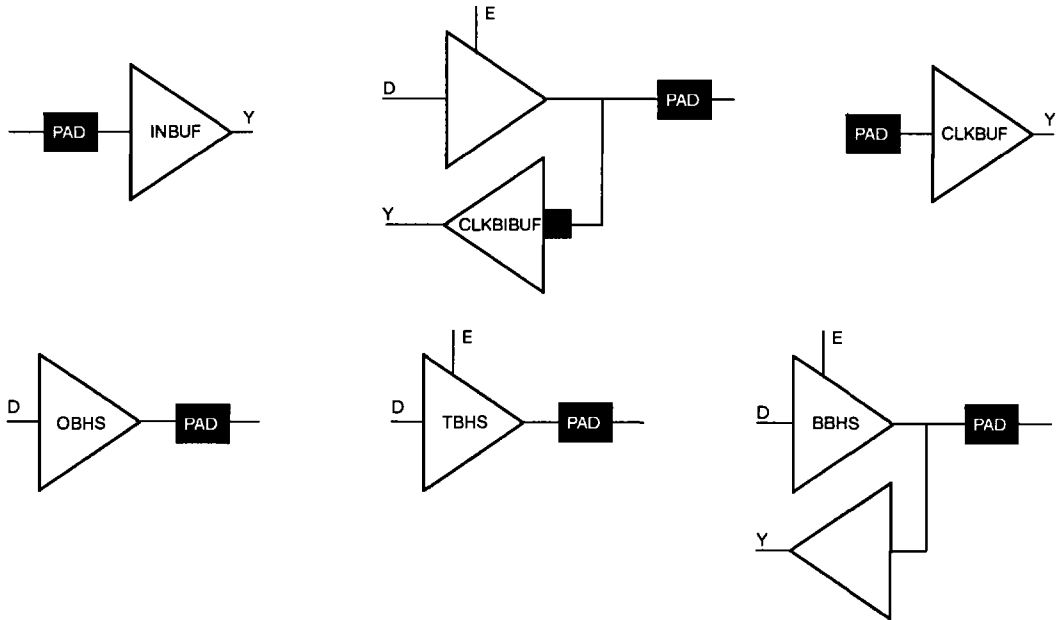 PAD
INBUF
Y
E
D
PAD
Y
CLKBIBUF
PAD
CLKBUF
Y
D
OBHS
PAD
E
D
TBHS
PAD
E
D
BBHS
PAD
Y